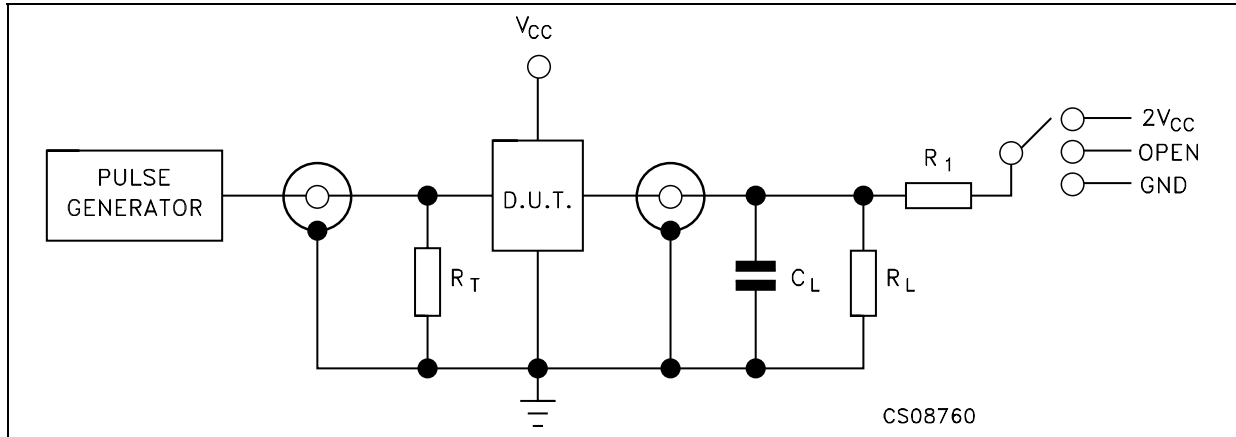 VCC
2VCC
OPEN
GND
R1
PULSE
GENERATOR
D.U.T.
RT
CL
RL
CS08760